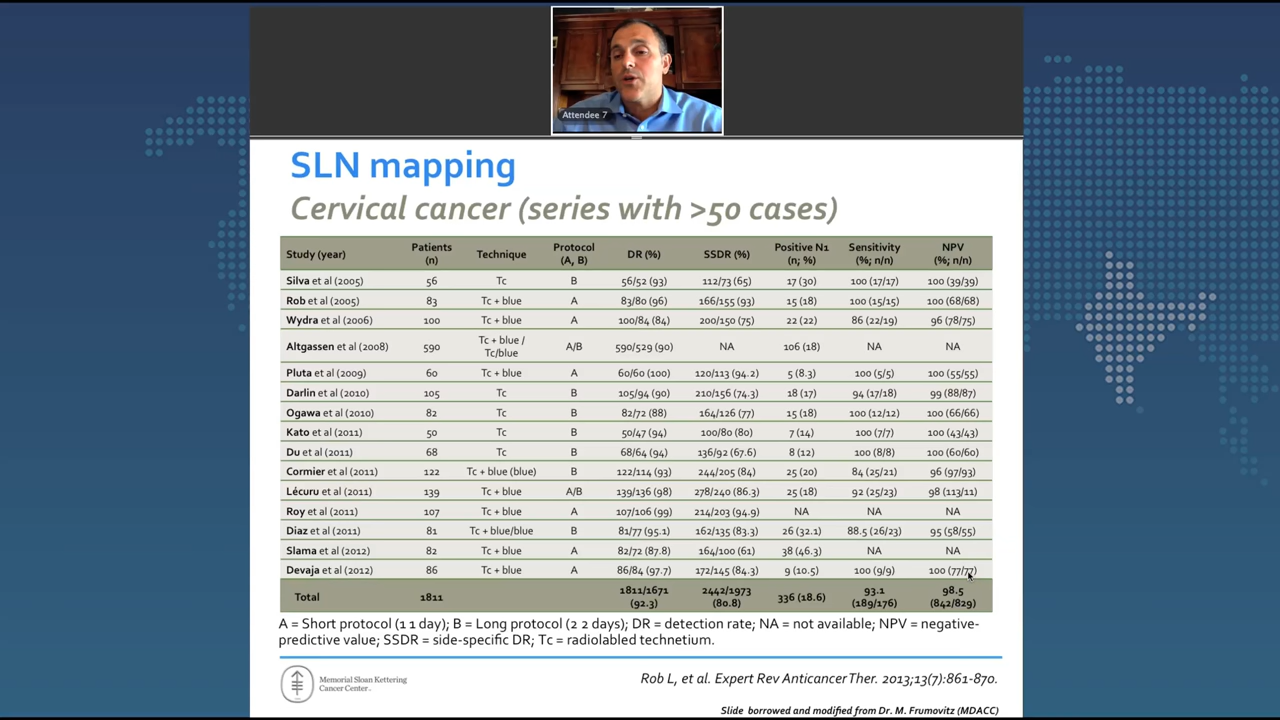 Attendee 7
SLN mapping
Cervical cancer (series with >50 cases)
Study (year) Patients (n) Technique Protocol (A, B) DR (%) SSDR (%) Positive N1 (n; %) Sensitivity (%; n/n) NPV (%; n/n)
Silva et al (2005) 56 Tc B 56/52 (93) 112/73 (65) 17 (30) 100 (17/17) 100 (39/39)
Rob et al (2005) 83 Tc + blue A 83/80 (96) 166/155 (93) 15 (18) 100 (15/15) 100 (68/68)
Wydra et al (2006) 100 Tc + blue A 100/84 (84) 200/150 (75) 22 (22) 86 (22/19) 96 (78/75)
Altgassen et al (2008) 590 Tc + blue / Tc/blue A/B 590/529 (90) NA 106 (18) NA NA
Pluta et al (2009) 60 Tc + blue A 60/60 (100) 120/113 (94.2) 5 (8.3) 100 (5/5) 100 (55/55)
Darlin et al (2010) 105 Tc B 105/94 (90) 210/156 (74.3) 18 (17) 94 (17/18) 99 (88/87)
Ogawa et al (2010) 82 Tc B 82/72 (88) 164/126 (77) 15 (18) 100 (12/12) 100 (66/66)
Kato et al (2011) 50 Tc B 50/47 (94) 100/80 (80) 7 (14) 100 (7/7) 100 (43/43)
Du et al (2011) 68 Tc B 68/64 (94) 136/92 (67.6) 8 (12) 100 (8/8) 100 (60/60)
Cormier et al (2011) 122 Tc + blue (blue) B 122/114 (93) 244/205 (84) 25 (20) 84 (25/21) 96 (97/93)
Lécuru et al (2011) 139 Tc + blue A/B 139/136 (98) 278/240 (86.3) 25 (18) 92 (25/23) 98 (113/11)
Roy et al (2011) 107 Tc + blue A 107/106 (99) 214/203 (94.9) NA NA NA
Diaz et al (2011) 81 Tc + blue/blue B 81/77 (95.1) 162/135 (83.3) 26 (32.1) 88.5 (26/23) 95 (58/55)
Slama et al (2012) 82 Tc + blue A 82/72 (87.8) 164/100 (61) 38 (46.3) NA NA
Devaja et al (2012) 86 Tc + blue A 86/84 (97.7) 172/145 (84.3) 9 (10.5) 100 (9/9) 100 (77/77)
Total 1811 1811/1671 (92.3) 2442/1973 (80.8) 336 (18.6) 93.1 (189/176) 98.5 (842/829)
A = Short protocol (1 1 day); B = Long protocol (2 2 days); DR = detection rate; NA = not available; NPV = negative-
predictive value; SSDR = side-specific DR; Tc = radiolabled technetium.
Memorial Sloan Kettering
Cancer Center
Rob L, et al. Expert Rev Anticancer Ther. 2013;13(7):861-870.
Slide borrowed and modified from Dr. M. Frumovitz (MDACC)